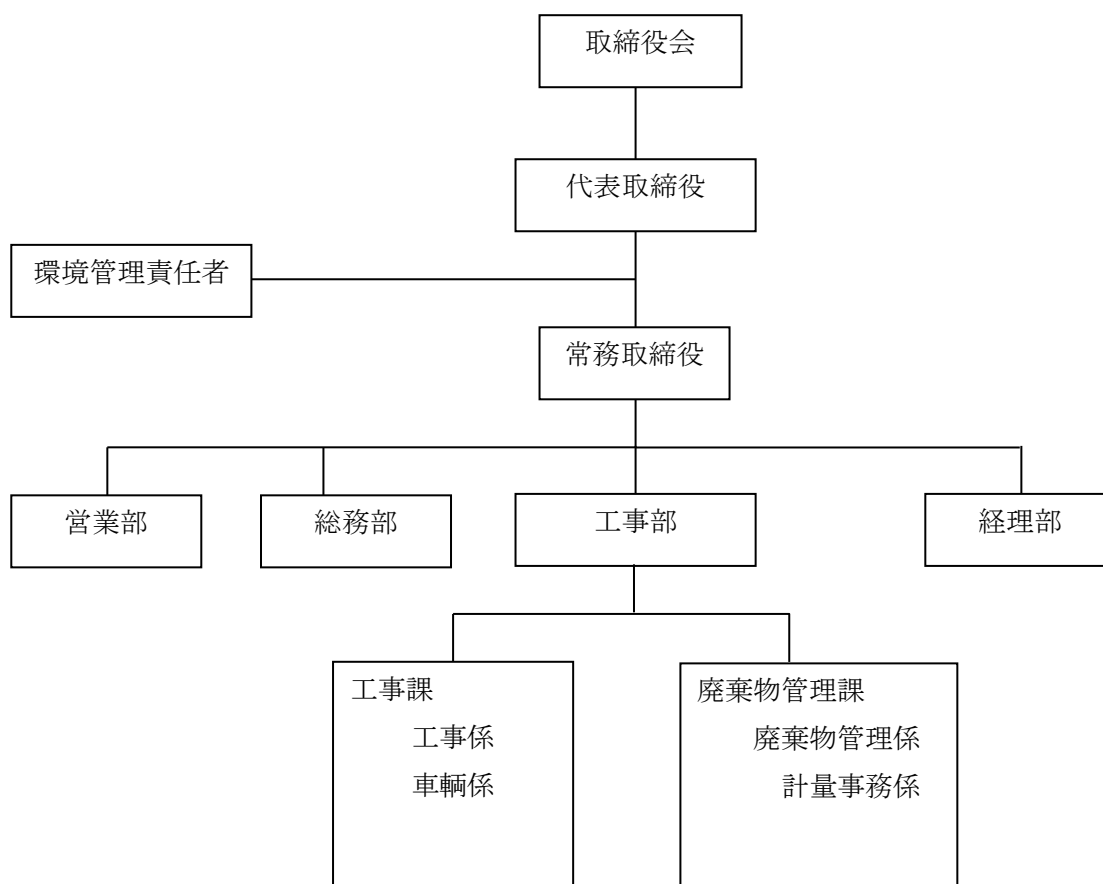 取締役会
代表取締役
環境管理責任者
常務取締役
営業部
総務部
工事部
経理部
工事課
工事係
車輌係
廃棄物管理課
廃棄物管理係
計量事務係